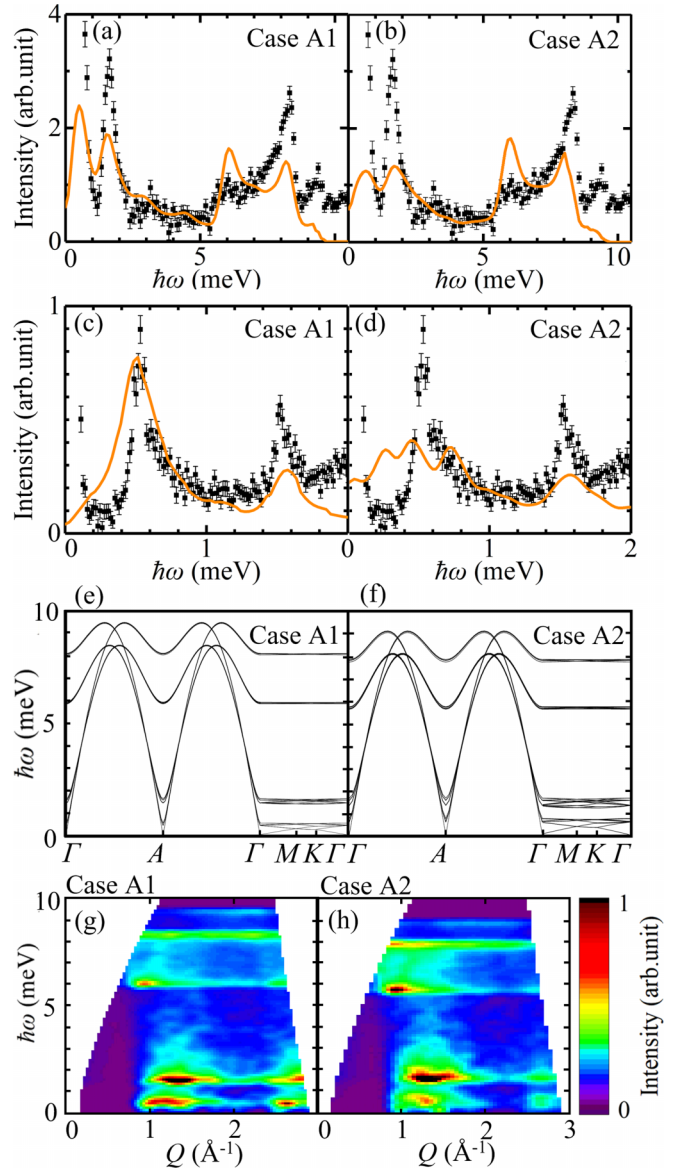 (a) Case A1
(b) Case A2
4
2
0
Intensity (arb.unit)
0 5 0 5 10
ħω (meV) ħω (meV)
(c) Case A1
(d) Case A2
1
0
Intensity (arb.unit)
0 1 0 1 2
ħω (meV) ħω (meV)
(e) (f)
Case A1 Case A2
10
5
0
ħω (meV)
Γ A Γ M K Γ Γ A Γ M K Γ
Case A1 Case A2
(g) (h)
10
5
0
ħω (meV)
1 2 1 2 3
Q (Å⁻¹) Q (Å⁻¹)
1
0
Intensity (arb.unit)